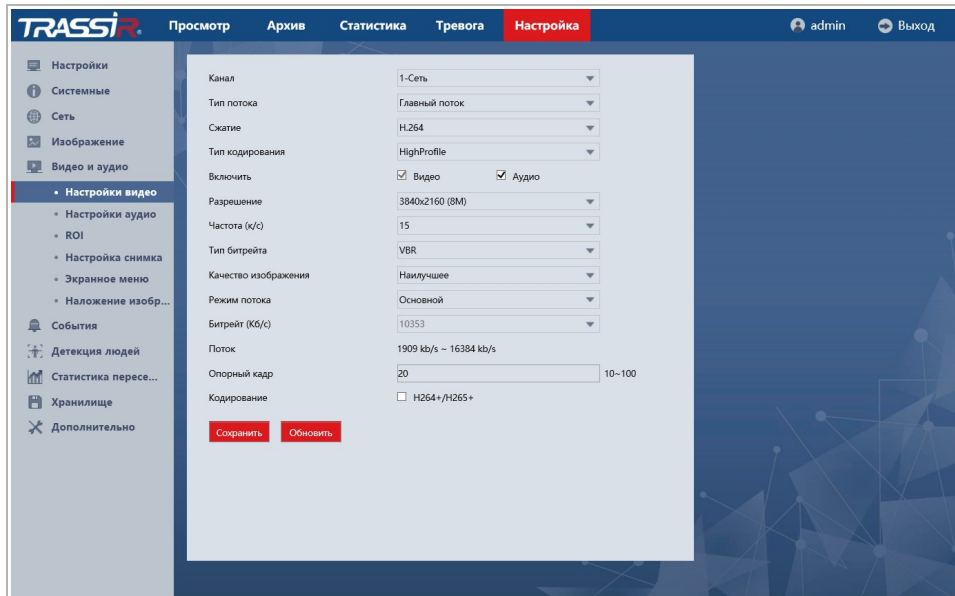 TRASSIR Просмотр Архив Статистика Тревога Настройка admin Выход
Настройки
Системные
Сеть
Изображение
Видео и аудио
Настройки видео
Настройки аудио
ROI
Настройка снимка
Экранное меню
Наложение изобр...
События
Детекция людей
Статистика пересе...
Хранилище
Дополнительно
Канал 1-Сеть
Тип потока Главный поток
Сжатие H.264
Тип кодирования HighProfile
Включить Видео Аудио
Разрешение 3840x2160 (8M)
Частота (к/с) 15
Тип битрейта VBR
Качество изображения Наилучшее
Режим потока Основной
Битрейт (Кб/с) 10353
Поток 1909 kb/s ~ 16384 kb/s
Опорный кадр 20 10~100
Кодирование H264+/H265+
Сохранить Обновить